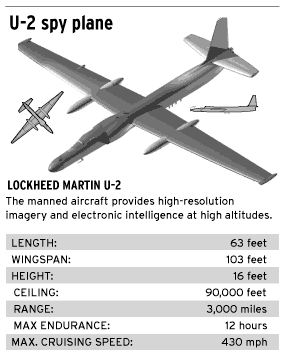 U-2 spy plane
LOCKHEED MARTIN U-2
The manned aircraft provides high-resolution
imagery and electronic intelligence at high altitudes.
LENGTH: 63 feet
WINGSPAN: 103 feet
HEIGHT: 16 feet
CEILING: 90,000 feet
RANGE: 3,000 miles
MAX ENDURANCE: 12 hours
MAX. CRUISING SPEED: 430 mph